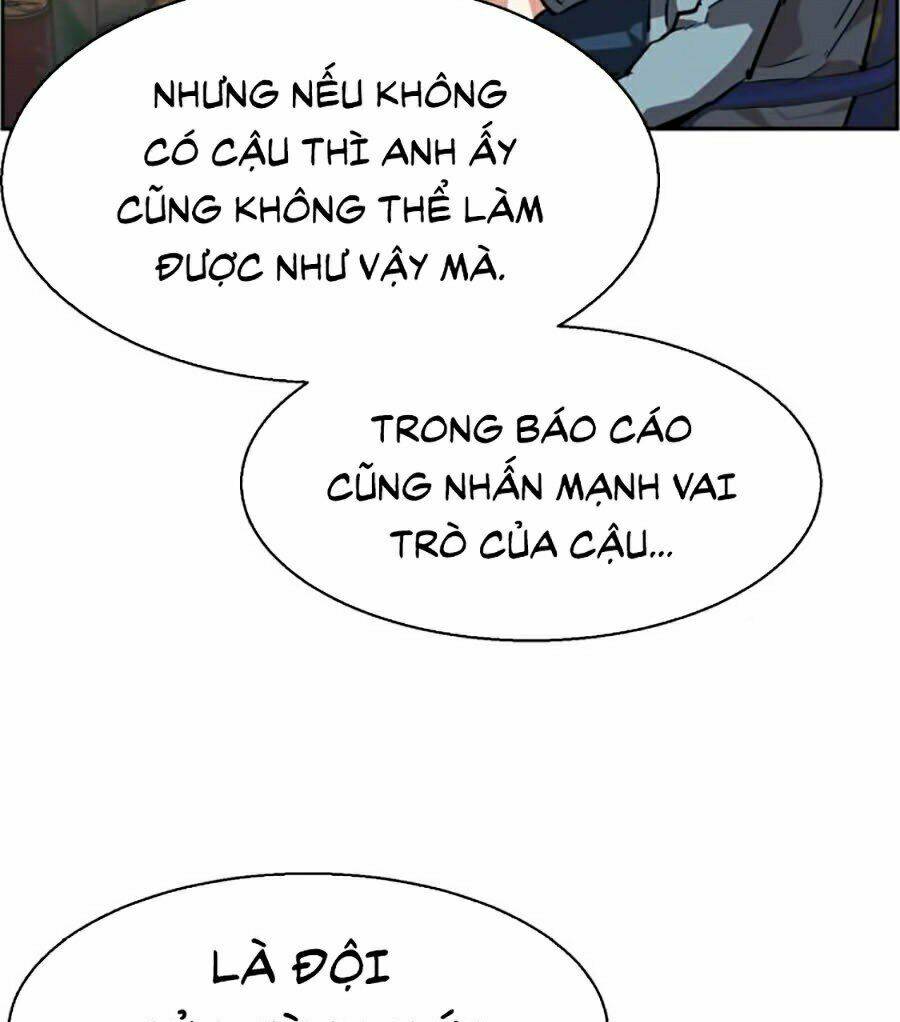 NHƯNG NẾU KHÔNG
CÓ CẬU THÌ ANH ẤY
CŨNG KHÔNG THỂ LÀM
ĐƯỢC NHƯ VẬY MÀ.
TRONG BÁO CÁO
CŨNG NHẤN MẠNH VAI
TRÒ CỦA CẬU...
LÀ ĐỘI